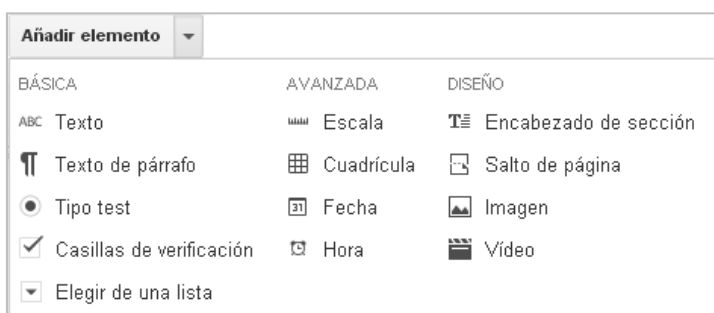 Añadir elemento
BÁSICA AVANZADA DISEÑO
ABC Texto Escala Encabezado de sección
Texto de párrafo Cuadrícula Salto de página
Tipo test 31 Fecha Imagen
Casillas de verificación Hora Vídeo
Elegir de una lista